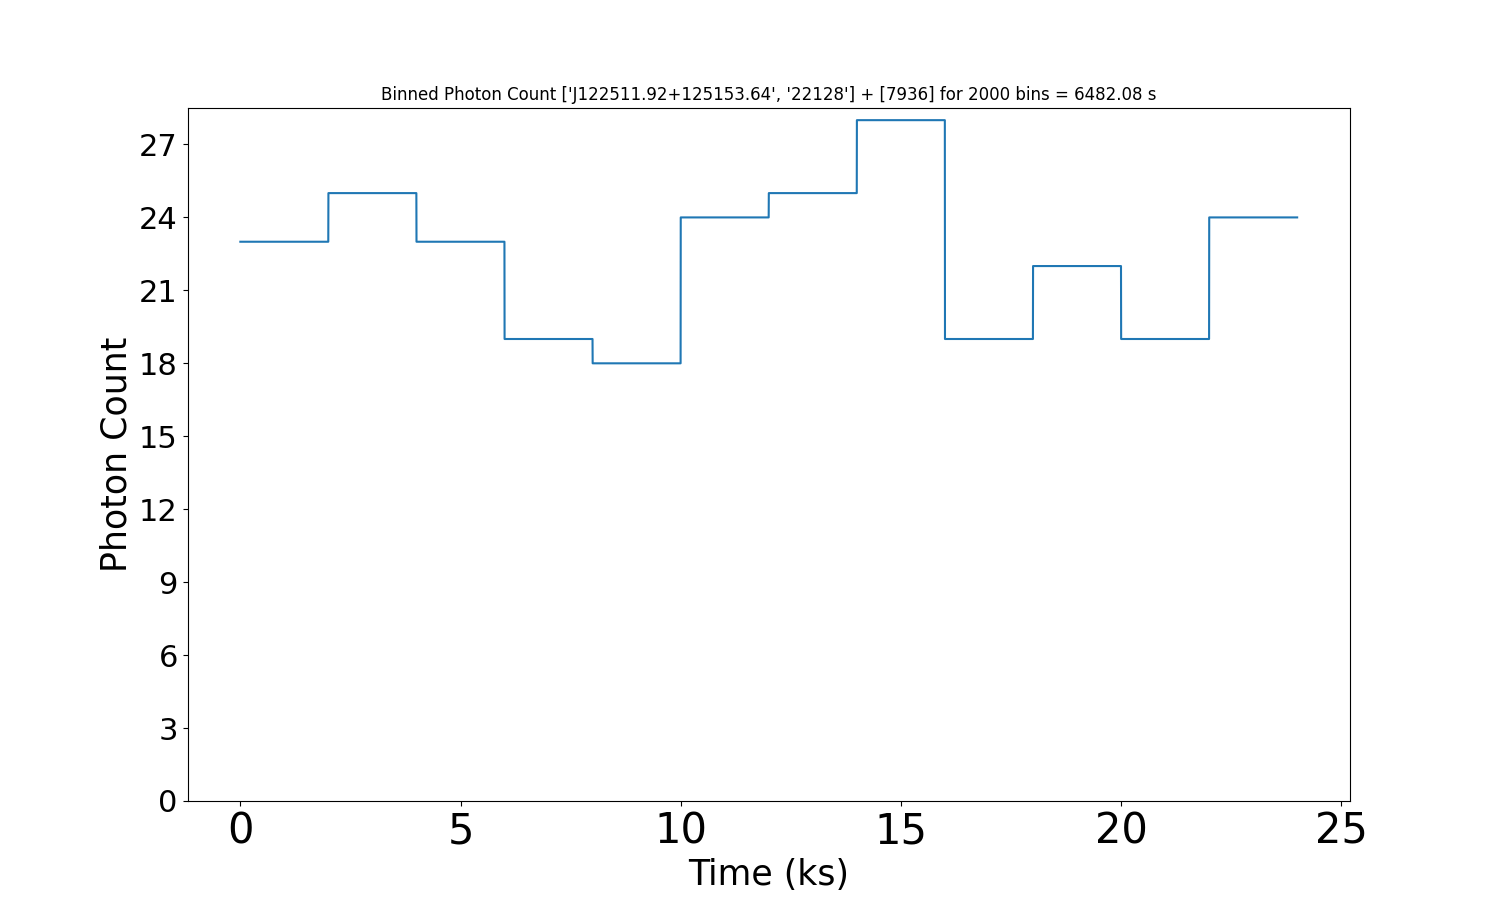 Binned Photon Count ['J122511.92+125153.64', '22128'] + [7936] for 2000 bins = 6482.08 s
27
24
21
18
15
12
9
6
3
0
Photon Count
0 5 10 15 20 25
Time (ks)